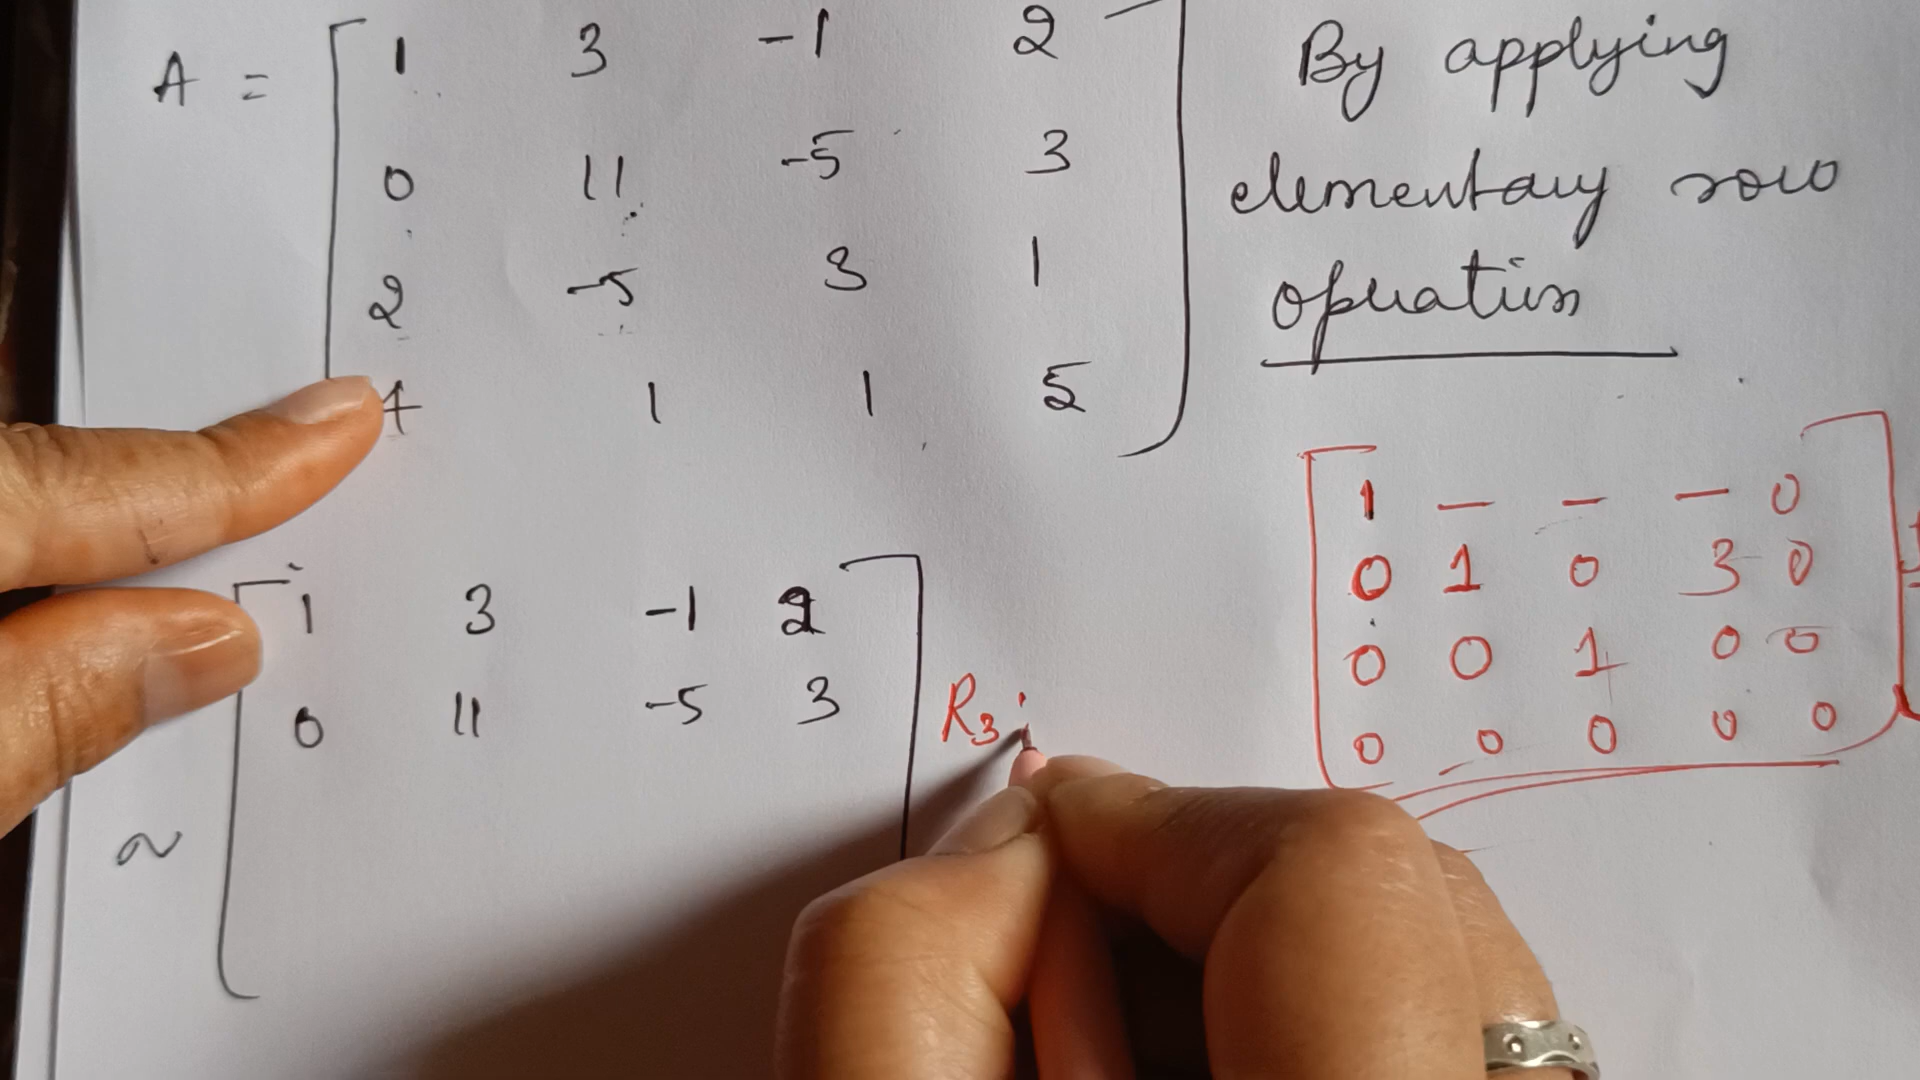 A = 1 3 -1 2
0 11 -5 3
2 -5 3 1
4 1 1 5
By applying
elementary row
operation
1 — — — 0
0 1 0 3 0
0 0 1 0 0
0 0 0 0 0
~ 1 3 -1 2
0 11 -5 3
R3 :